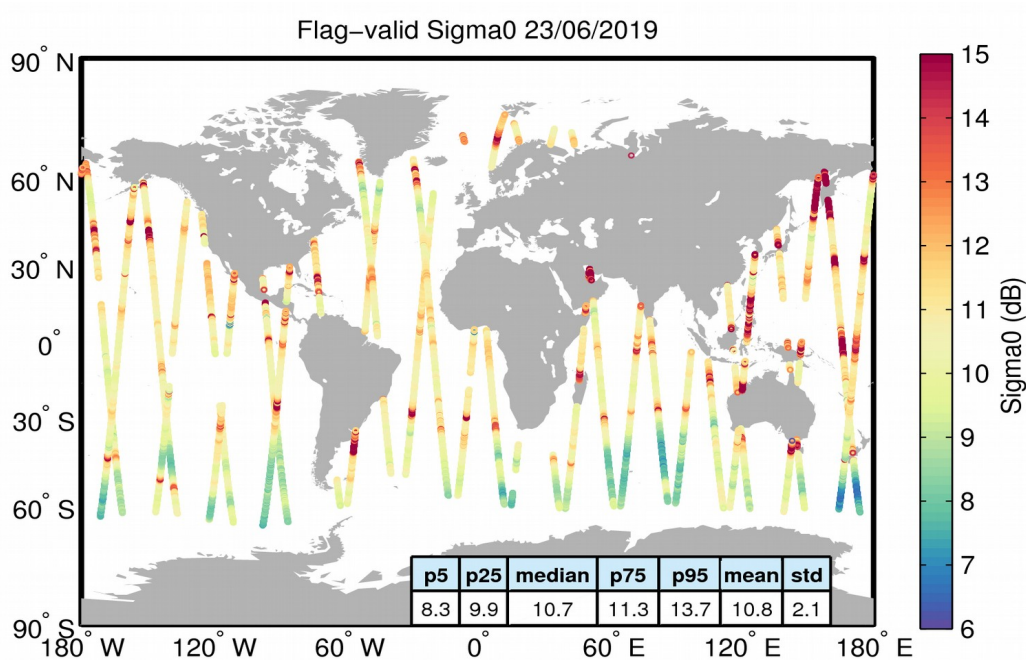 Flag−valid Sigma0 23/06/2019
90° N
60° N
30° N
0°
30° S
60° S
90° S
180° W
120° W
60° W
0°
60° E
120° E
180° E
p5 p25 median p75 p95 mean std
8.3 9.9 10.7 11.3 13.7 10.8 2.1
15
14
13
12
11
10
9
8
7
6
Sigma0 (dB)